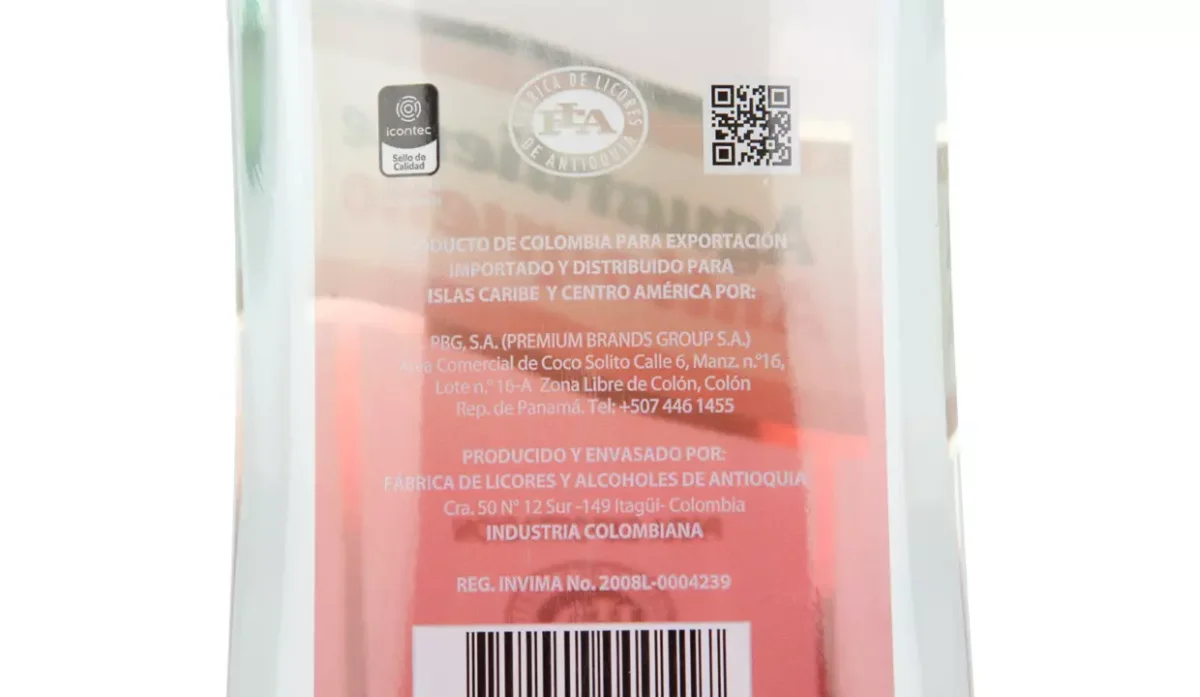 icontec
Sello de
Calidad
FÁBRICA DE LICORES
FLA
DE ANTIOQUIA
PRODUCTO DE COLOMBIA PARA EXPORTACIÓN
IMPORTADO Y DISTRIBUIDO PARA
ISLAS CARIBE Y CENTRO AMÉRICA POR:
PBG, S.A. (PREMIUM BRANDS GROUP S.A.)
Comercial de Coco Solito Calle 6, Manz. n.°16,
Lote n.° 16-A Zona Libre de Colón, Colón
Rep. de Panamá. Tel: +507 446 1455
PRODUCIDO Y ENVASADO POR:
FÁBRICA DE LICORES Y ALCOHOLES DE ANTIOQUIA
Cra. 50 N° 12 Sur -149 Itagüí- Colombia
INDUSTRIA COLOMBIANA
REG. INVIMA No. 2008L-0004239